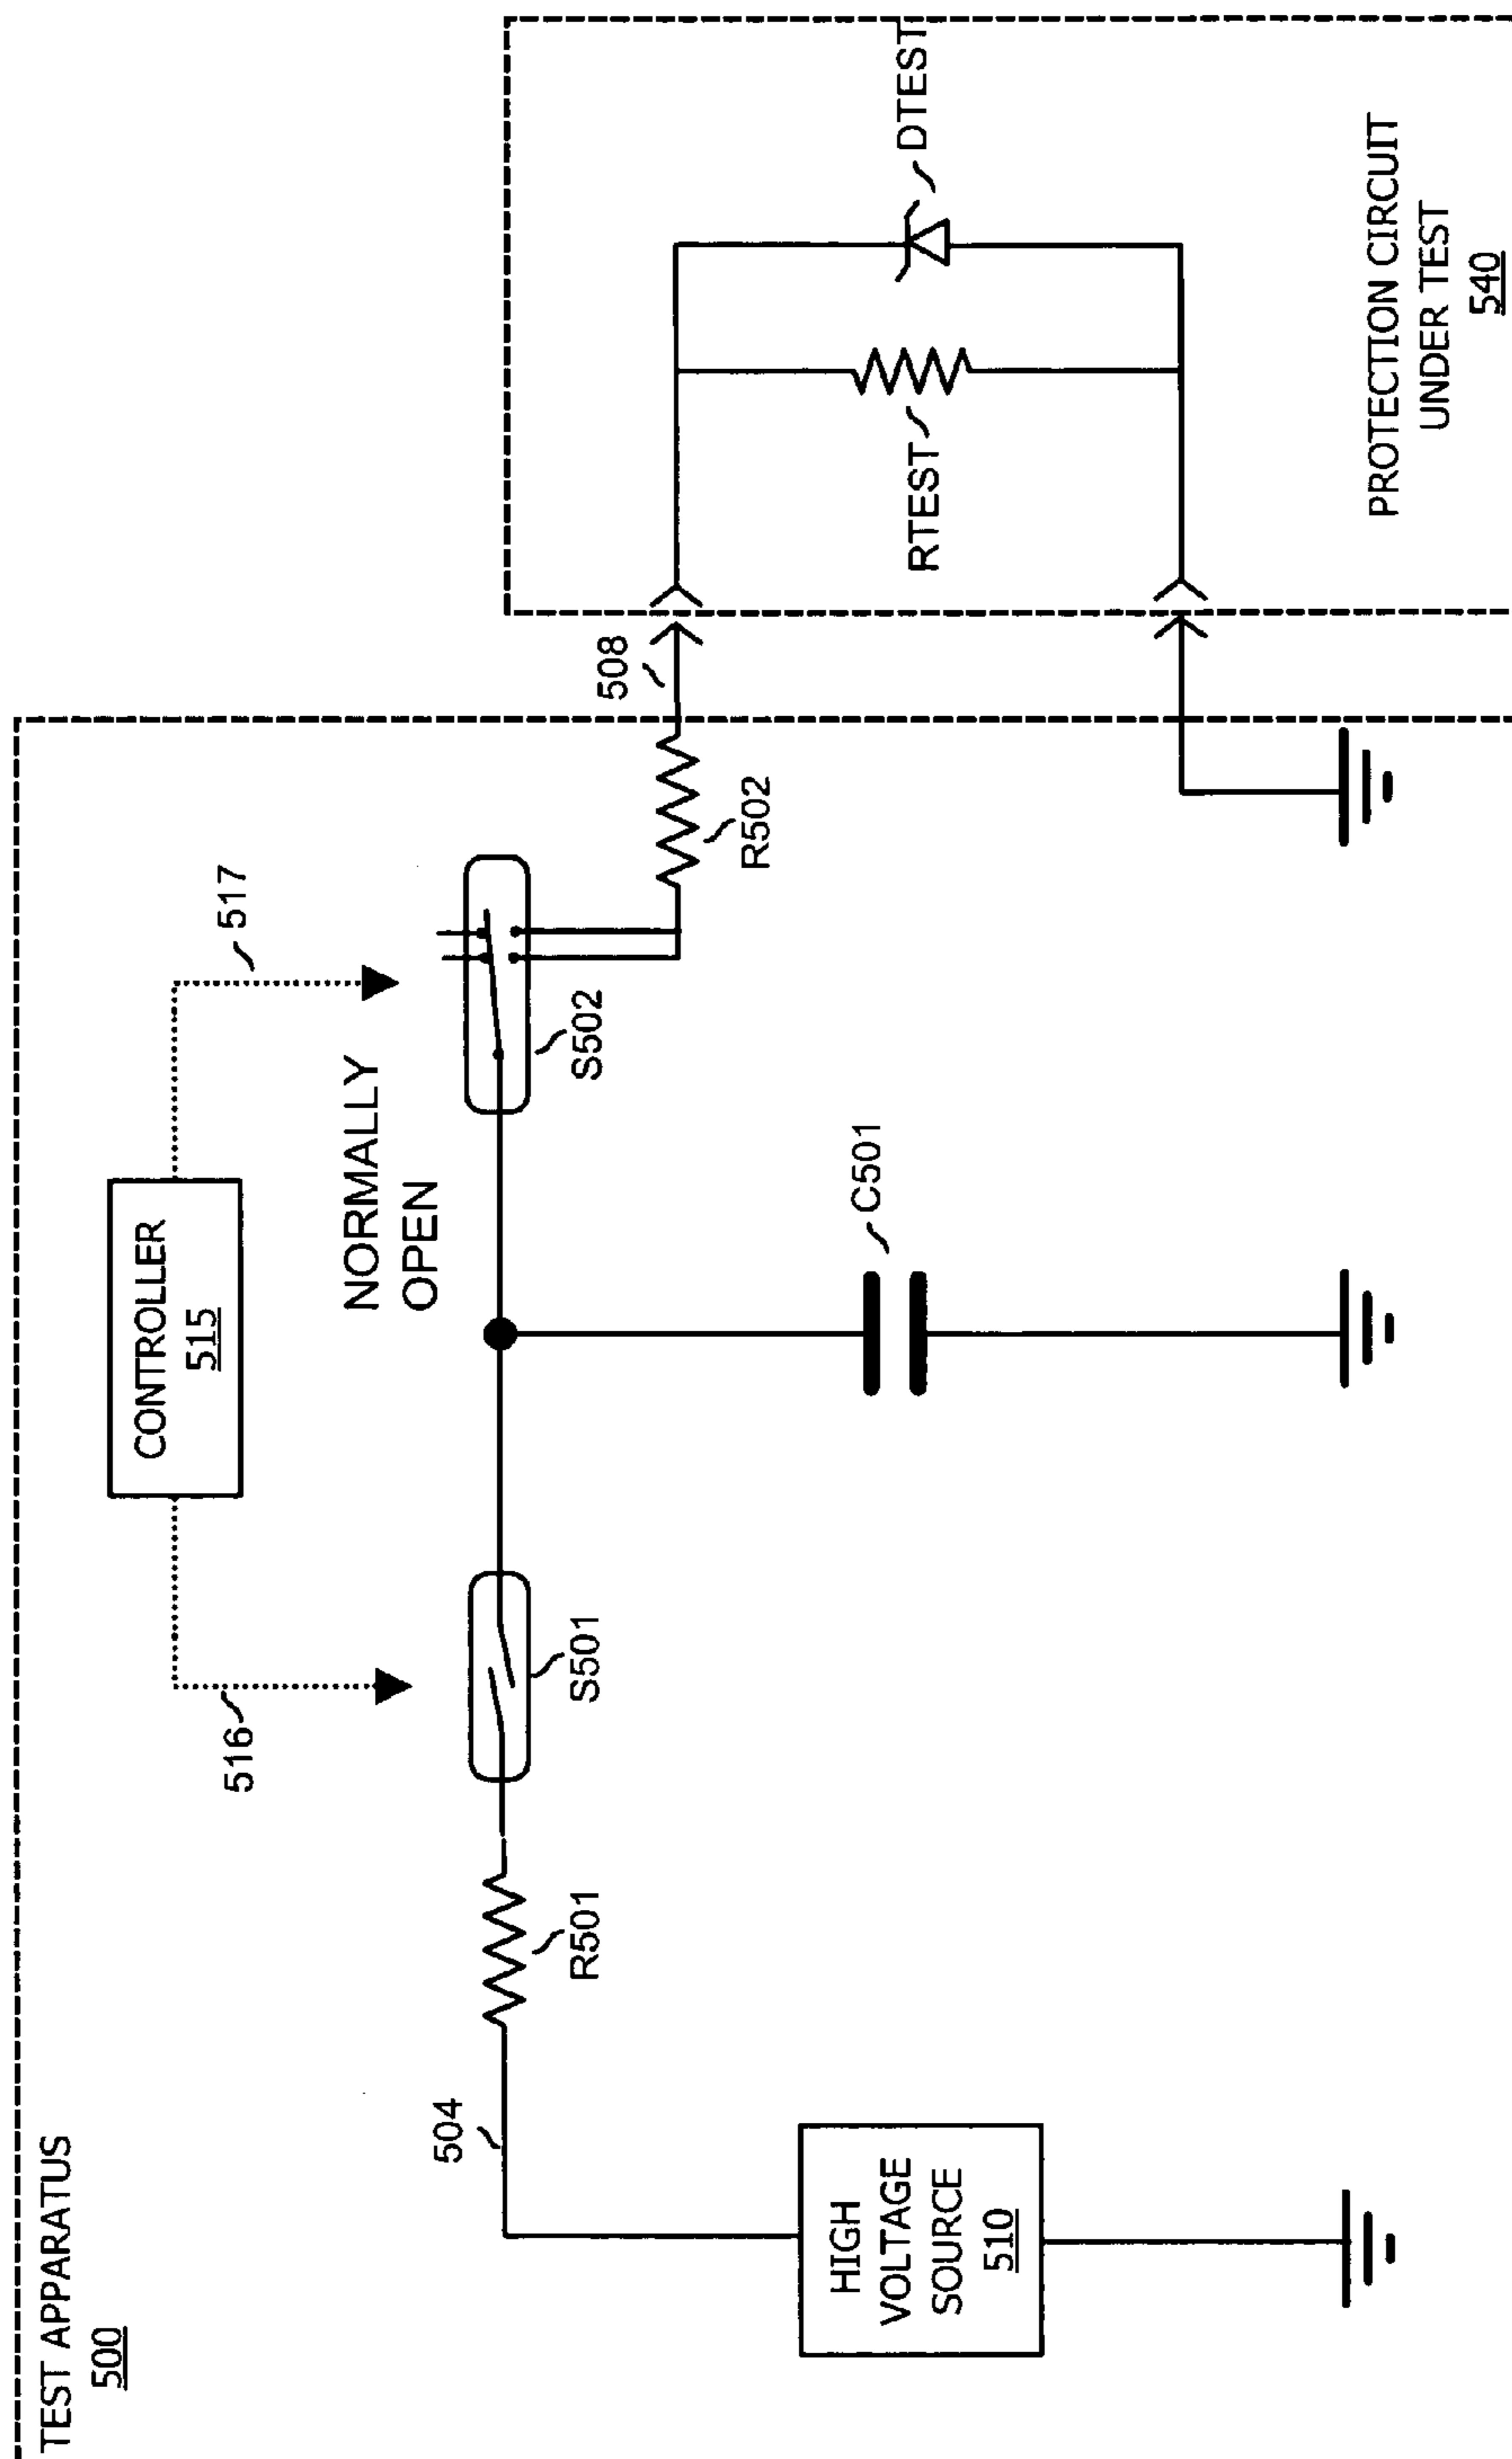 TEST APPARATUS
500
CONTROLLER
515
516
517
NORMALLY
OPEN
504
R501
S501
S502
R502
508
C501
HIGH
VOLTAGE
SOURCE
510
RTEST
DTEST
PROTECTION CIRCUIT
UNDER TEST
540